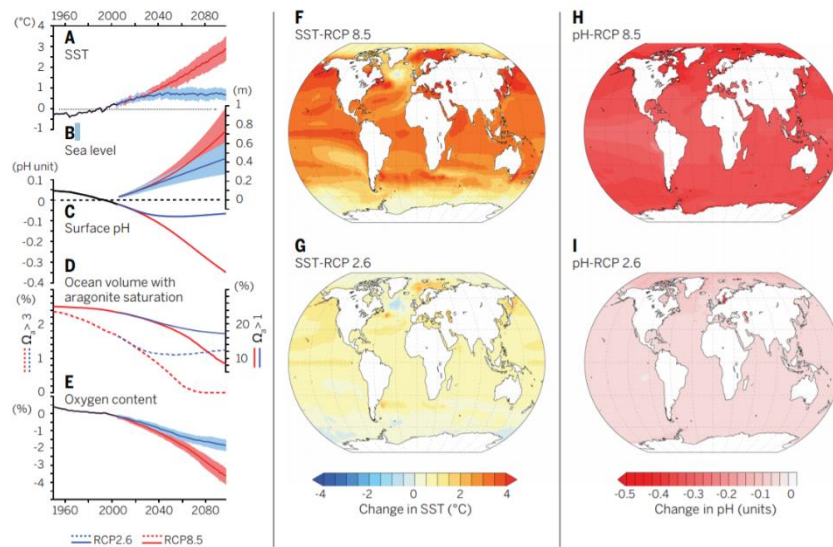 1960 2000 2040 2080
(°C)
4
3
2
1
0
-1
A
SST
(m)
1
0.8
0.6
0.4
0.2
0
B
Sea level
(pH unit)
0.1
0
-0.1
-0.2
-0.3
-0.4
C
Surface pH
D
Ocean volume with
aragonite saturation
(%)
2
1
0
Ωa > 3
(%)
20
10
Ωa > 1
E
Oxygen content
(%)
0
-1
-2
-3
-4
1960 2000 2040 2080
RCP2.6 RCP8.5
F
SST-RCP 8.5
G
SST-RCP 2.6
-4 -2 0 2 4
Change in SST (°C)
H
pH-RCP 8.5
I
pH-RCP 2.6
-0.5 -0.4 -0.3 -0.2 -0.1 0
Change in pH (units)